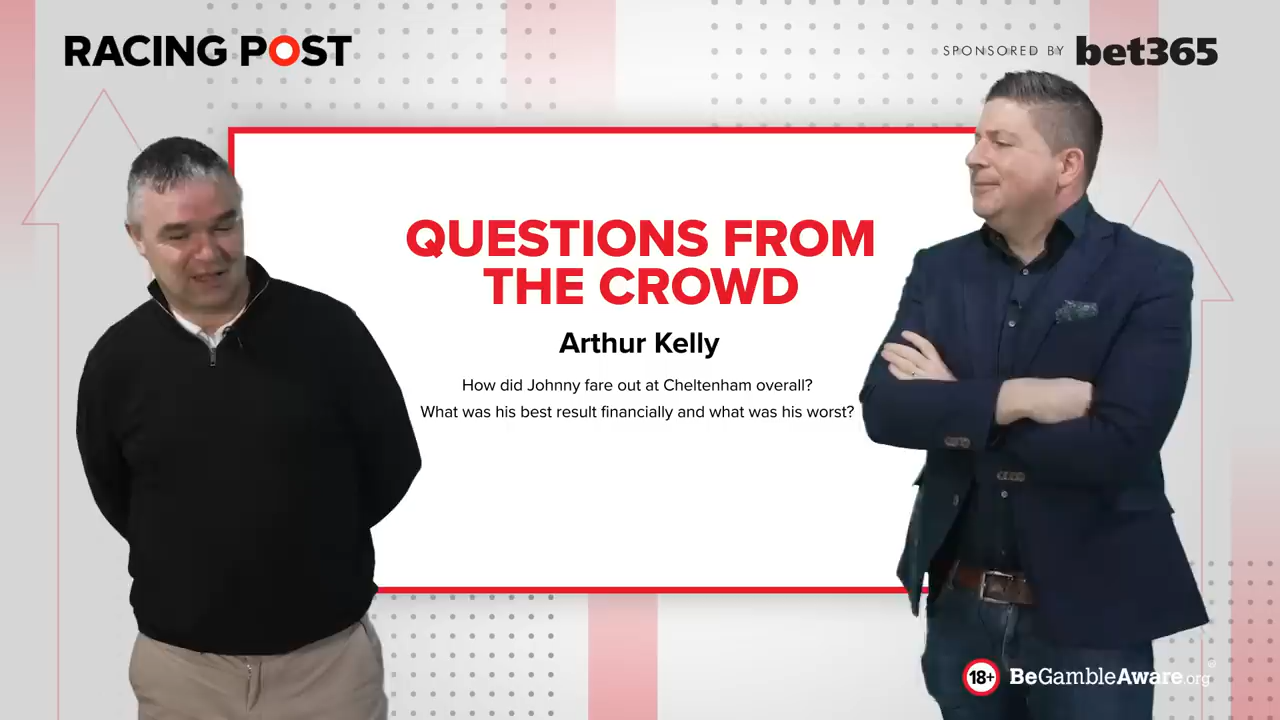 RACING POST
SPONSORED BY bet365
QUESTIONS FROM
THE CROWD
Arthur Kelly
How did Johnny fare out at Cheltenham overall?
What was his best result financially and what was his worst?
18+ BeGambleAware.org®